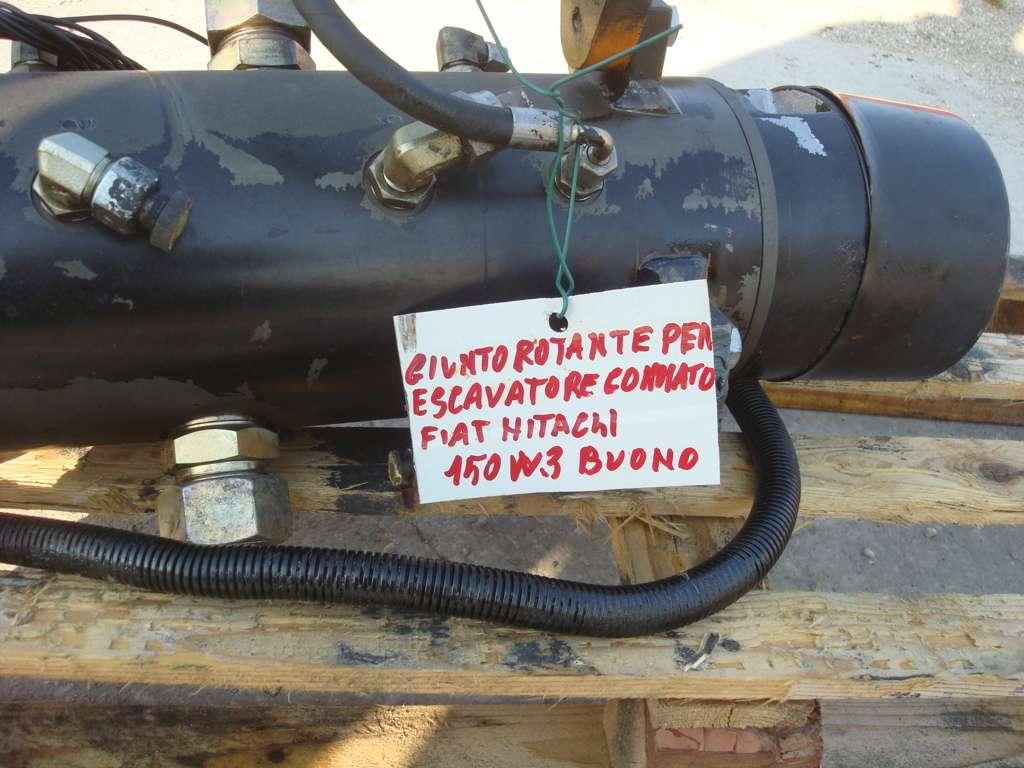 GIUNTO ROTANTE PER
ESCAVATORE GOMMATO
FIAT HITACHI
150 W3 BUONO